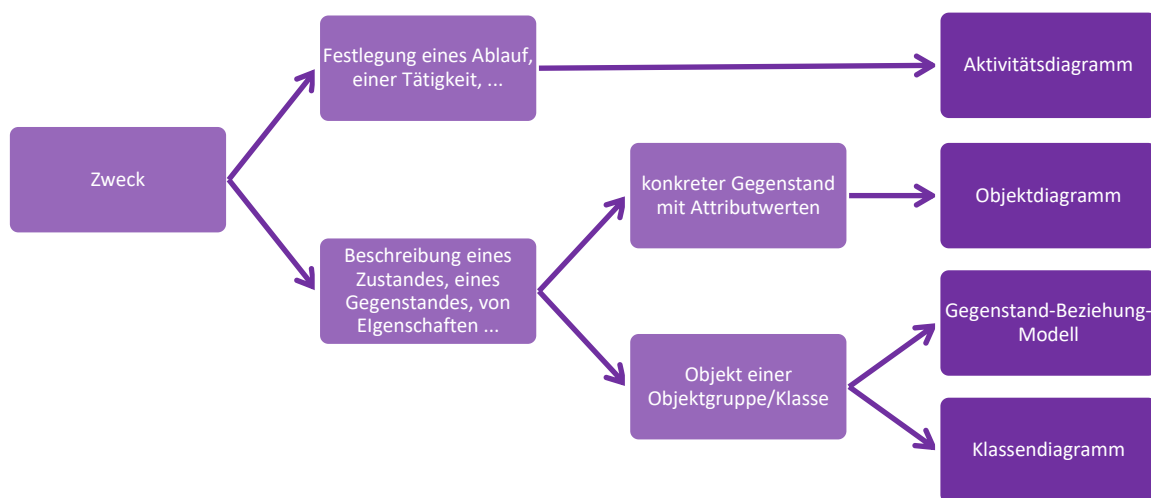 Zweck
Festlegung eines Ablauf,
einer Tätigkeit, ...
Beschreibung eines
Zustandes, eines
Gegenstandes, von
EIgenschaften ...
konkreter Gegenstand
mit Attributwerten
Objekt einer
Objektgruppe/Klasse
Aktivitätsdiagramm
Objektdiagramm
Gegenstand-Beziehung-
Modell
Klassendiagramm